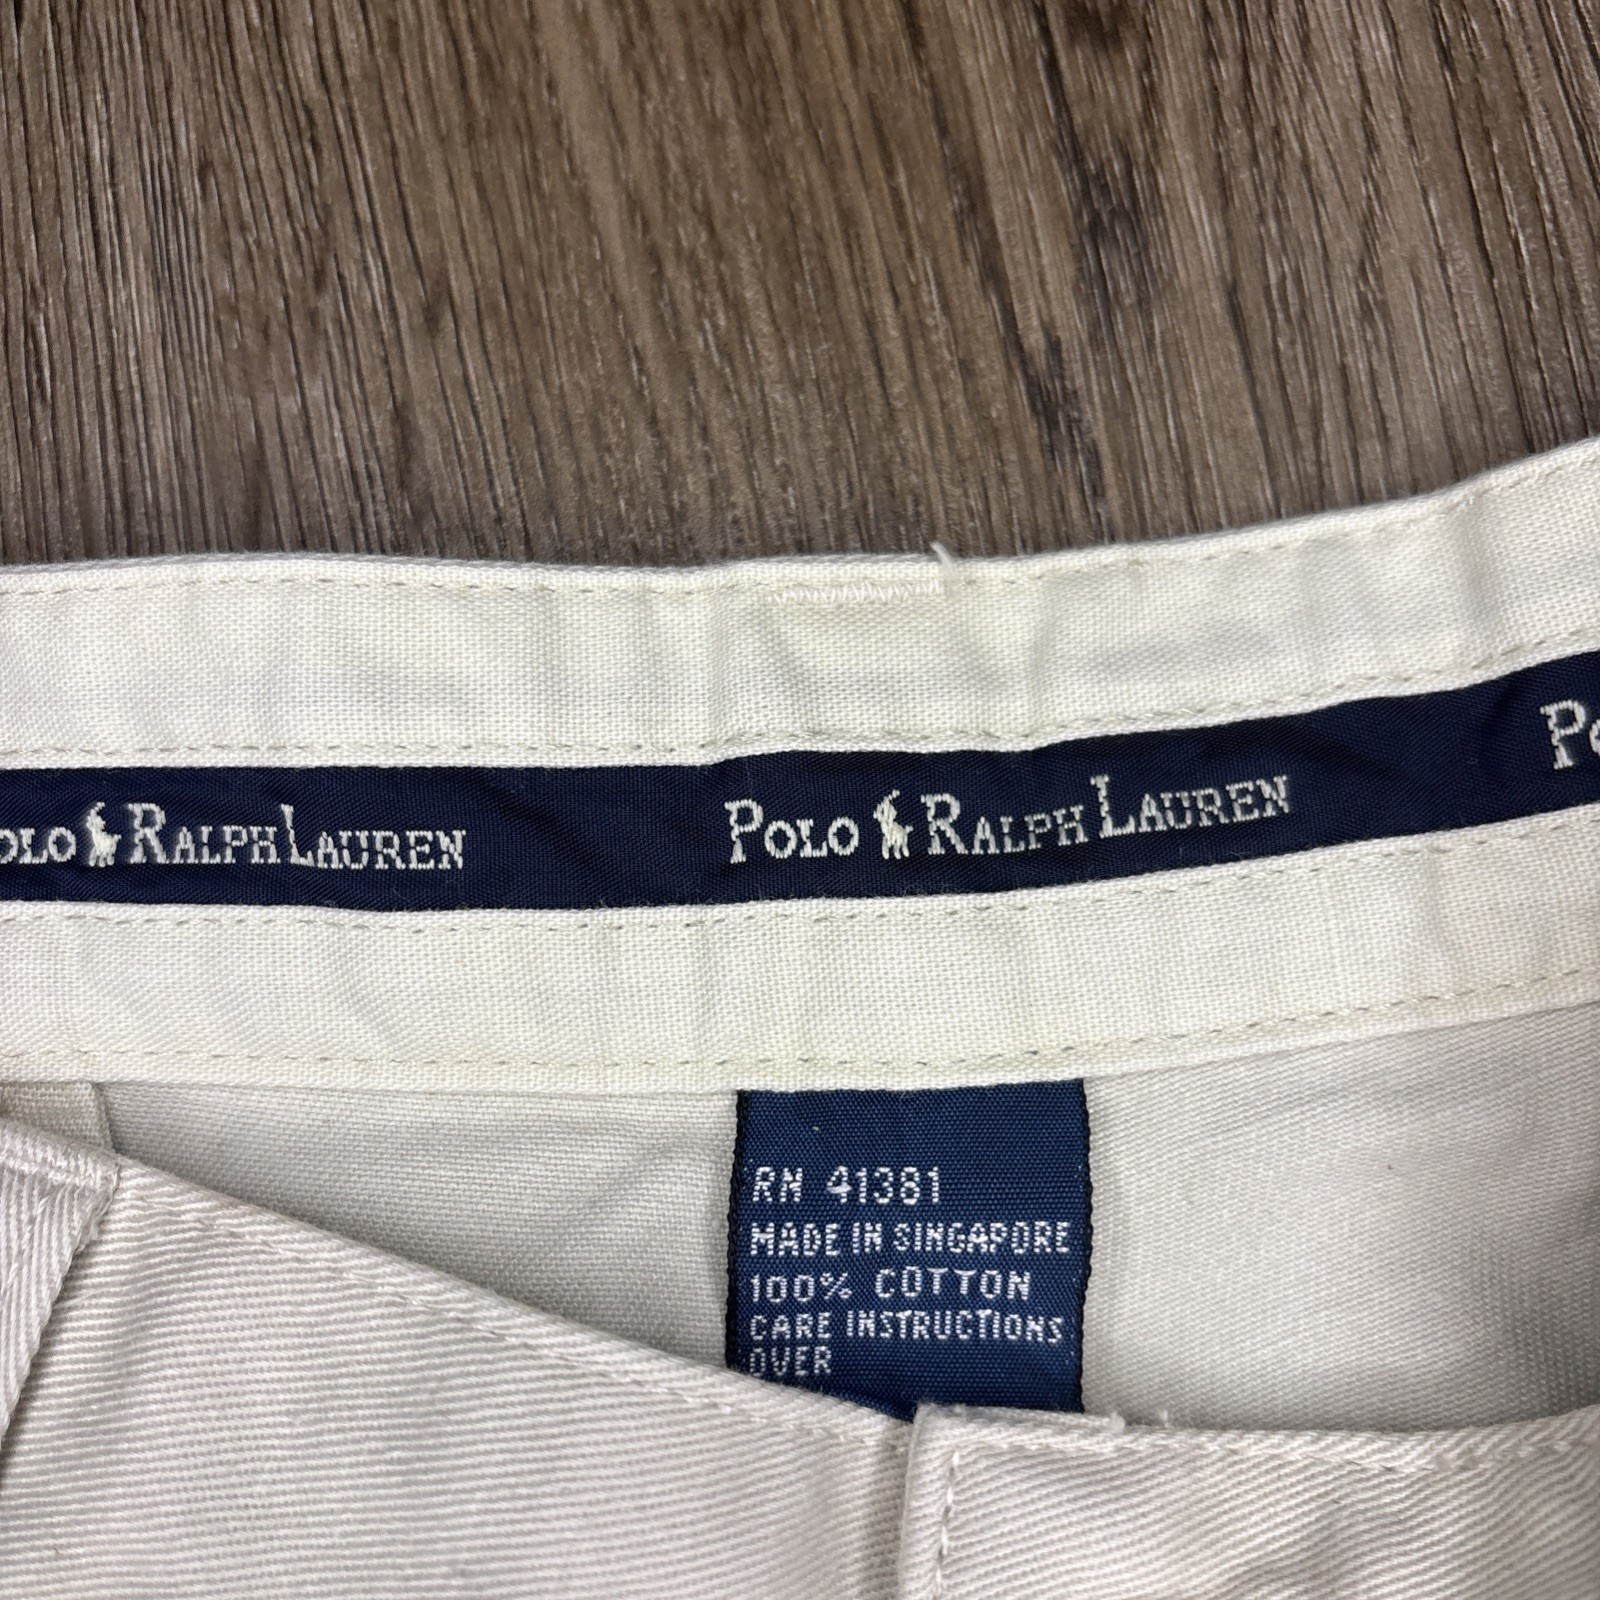 POLO RALPH LAUREN
POLO RALPH LAUREN
RN 41381
MADE IN SINGAPORE
100% COTTON
CARE INSTRUCTIONS
OVER